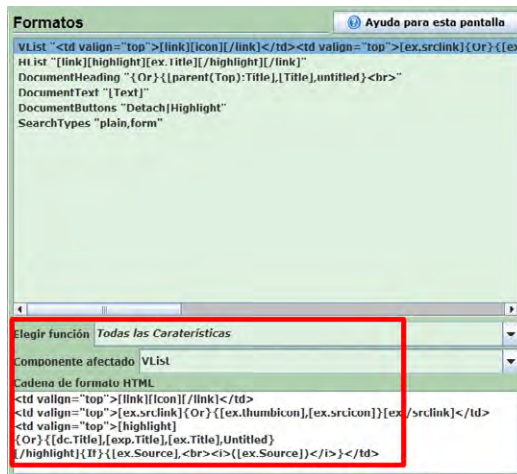 Formatos
Ayuda para esta pantalla
VList "<td valign="top">[link][icon][/link]</td><td valign="top">[ex.srclink]{Or}{[ex
HList "[link][highlight][ex.Title][/highlight][/link]"
DocumentHeading "{Or}{[parent(Top):Title],[Title],untitled}<br>"
DocumentText "[Text]"
DocumentButtons "Detach|Highlight"
SearchTypes "plain,form"
Elegir función Todas las Caraterísticas
Componente afectado VList
Cadena de formato HTML
<td valign="top">[link][icon][/link]</td>
<td valign="top">[ex.srclink]{Or}{[ex.thumbicon],[ex.srcicon]}[ex./srclink]</td>
<td valign="top">[highlight]
{Or}{[dc.Title],[exp.Title],[ex.Title],Untitled}
[/highlight]{If}{[ex.Source],<br><i>([ex.Source])</i>}</td>